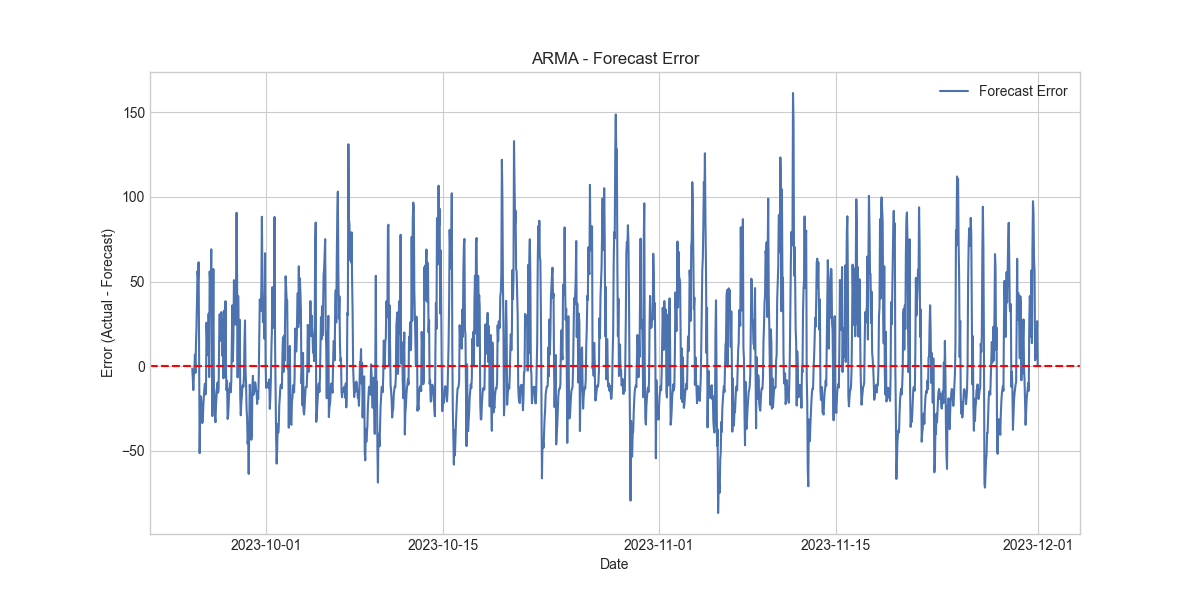 ARMA - Forecast Error
Forecast Error
Error (Actual - Forecast)
150
100
50
0
−50
2023-10-01
2023-10-15
2023-11-01
2023-11-15
2023-12-01
Date